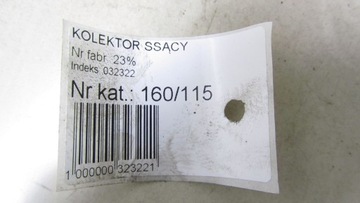 KOLEKTOR SSĄCY
Nr fabr. 23%
Indeks: 032322
Nr kat.: 160/115
1 000000 323221